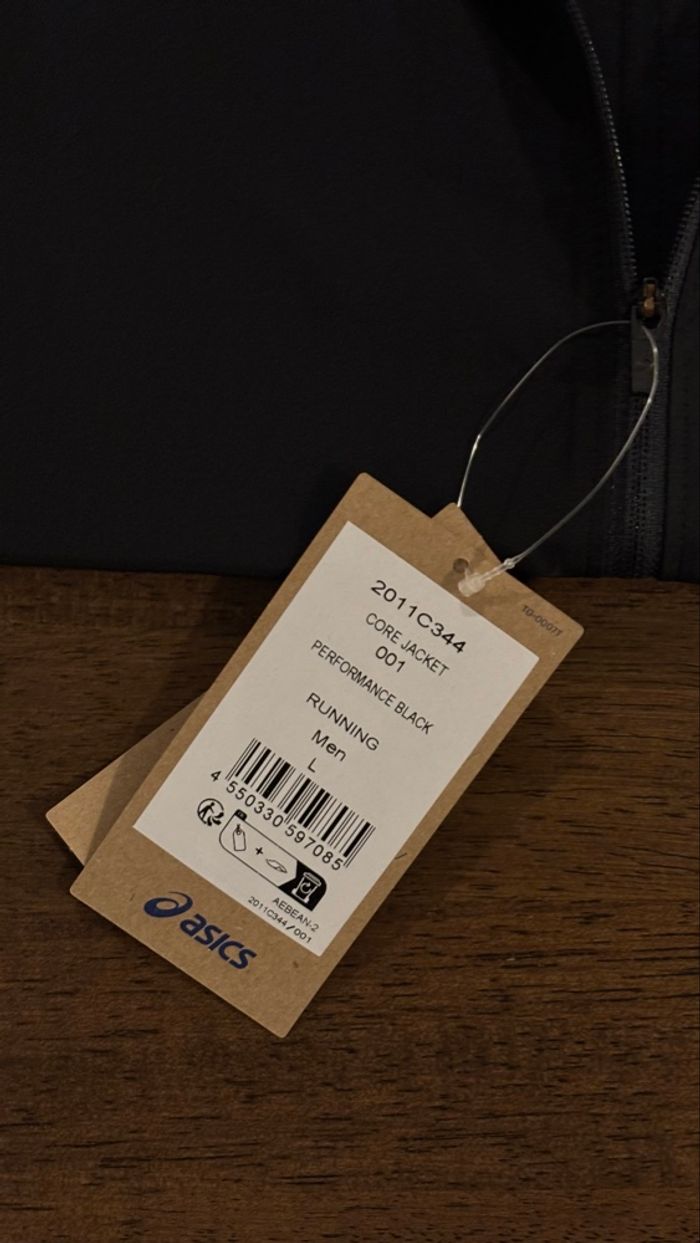 2011C344
CORE JACKET
001
PERFORMANCE BLACK
RUNNING
Men
L
4 550330 597085
AEBEAN-2
2011C344/001
asics